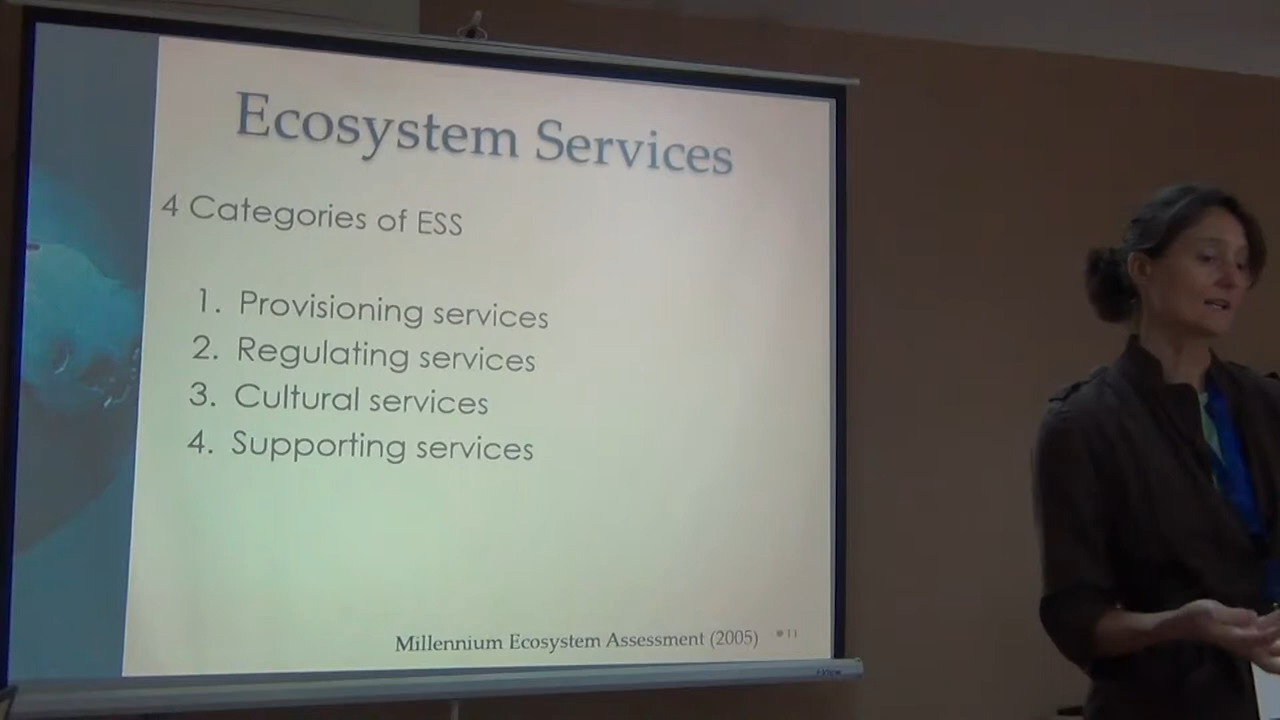 Ecosystem Services
4 Categories of ESS
1. Provisioning services
2. Regulating services
3. Cultural services
4. Supporting services
Millennium Ecosystem Assessment (2005)
11